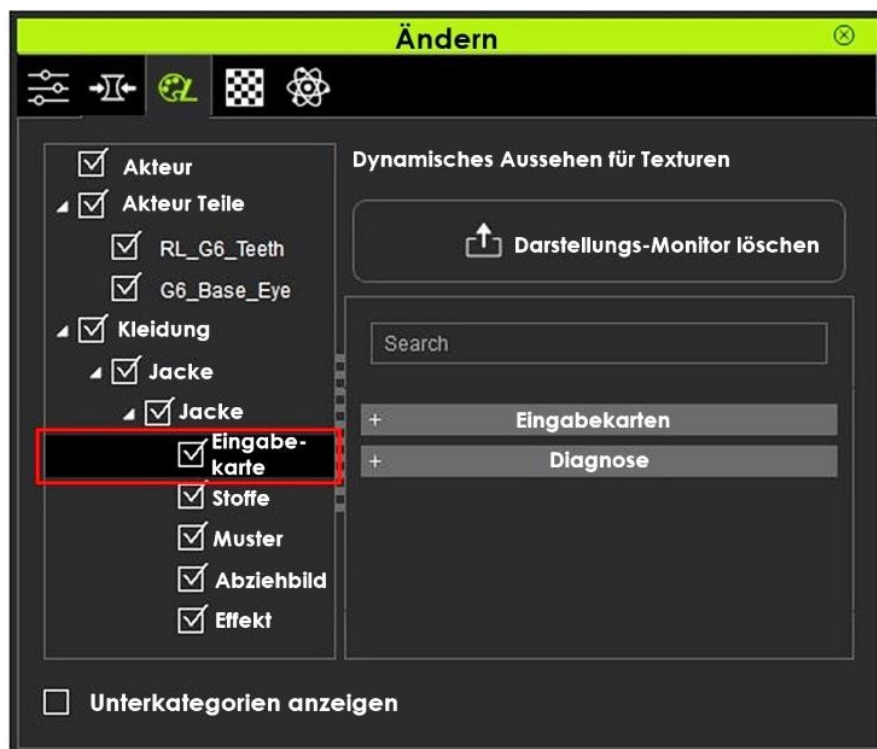 Ändern
Akteur
Akteur Teile
RL_G6_Teeth
G6_Base_Eye
Kleidung
Jacke
Jacke
Eingabe-
karte
Stoffe
Muster
Abziehbild
Effekt
Dynamisches Aussehen für Texturen
Darstellungs-Monitor löschen
Search
+ Eingabekarten
+ Diagnose
Unterkategorien anzeigen